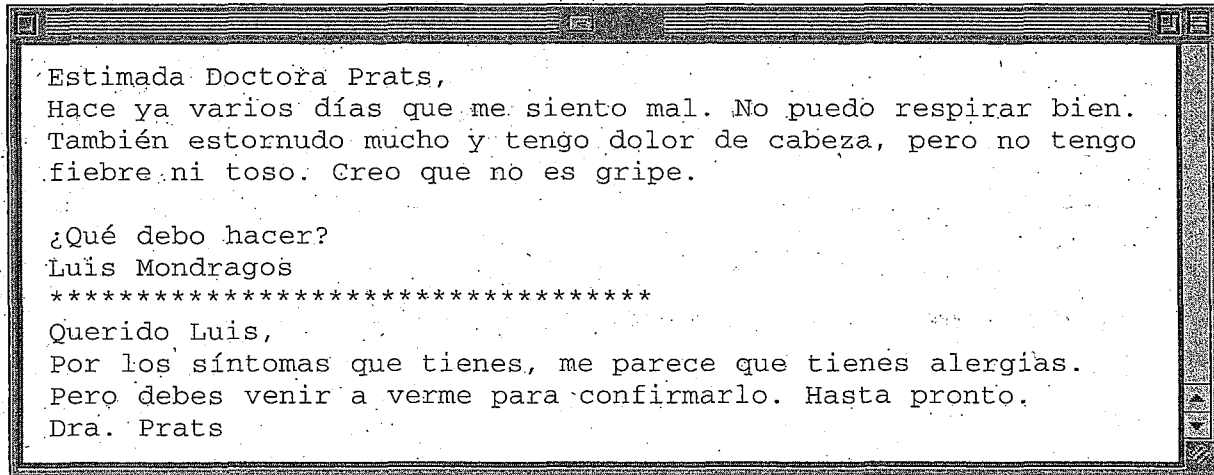 Estimada Doctora Prats,
Hace ya varios días que me siento mal. No puedo respirar bien.
También estornudo mucho y tengo dolor de cabeza, pero no tengo
fiebre ni toso. Creo que no es gripe.
¿Qué debo hacer?
Luis Mondragos
***********************************
Querido Luis,
Por los síntomas que tienes, me parece que tienes alergias.
Pero debes venir a verme para confirmarlo. Hasta pronto.
Dra. Prats